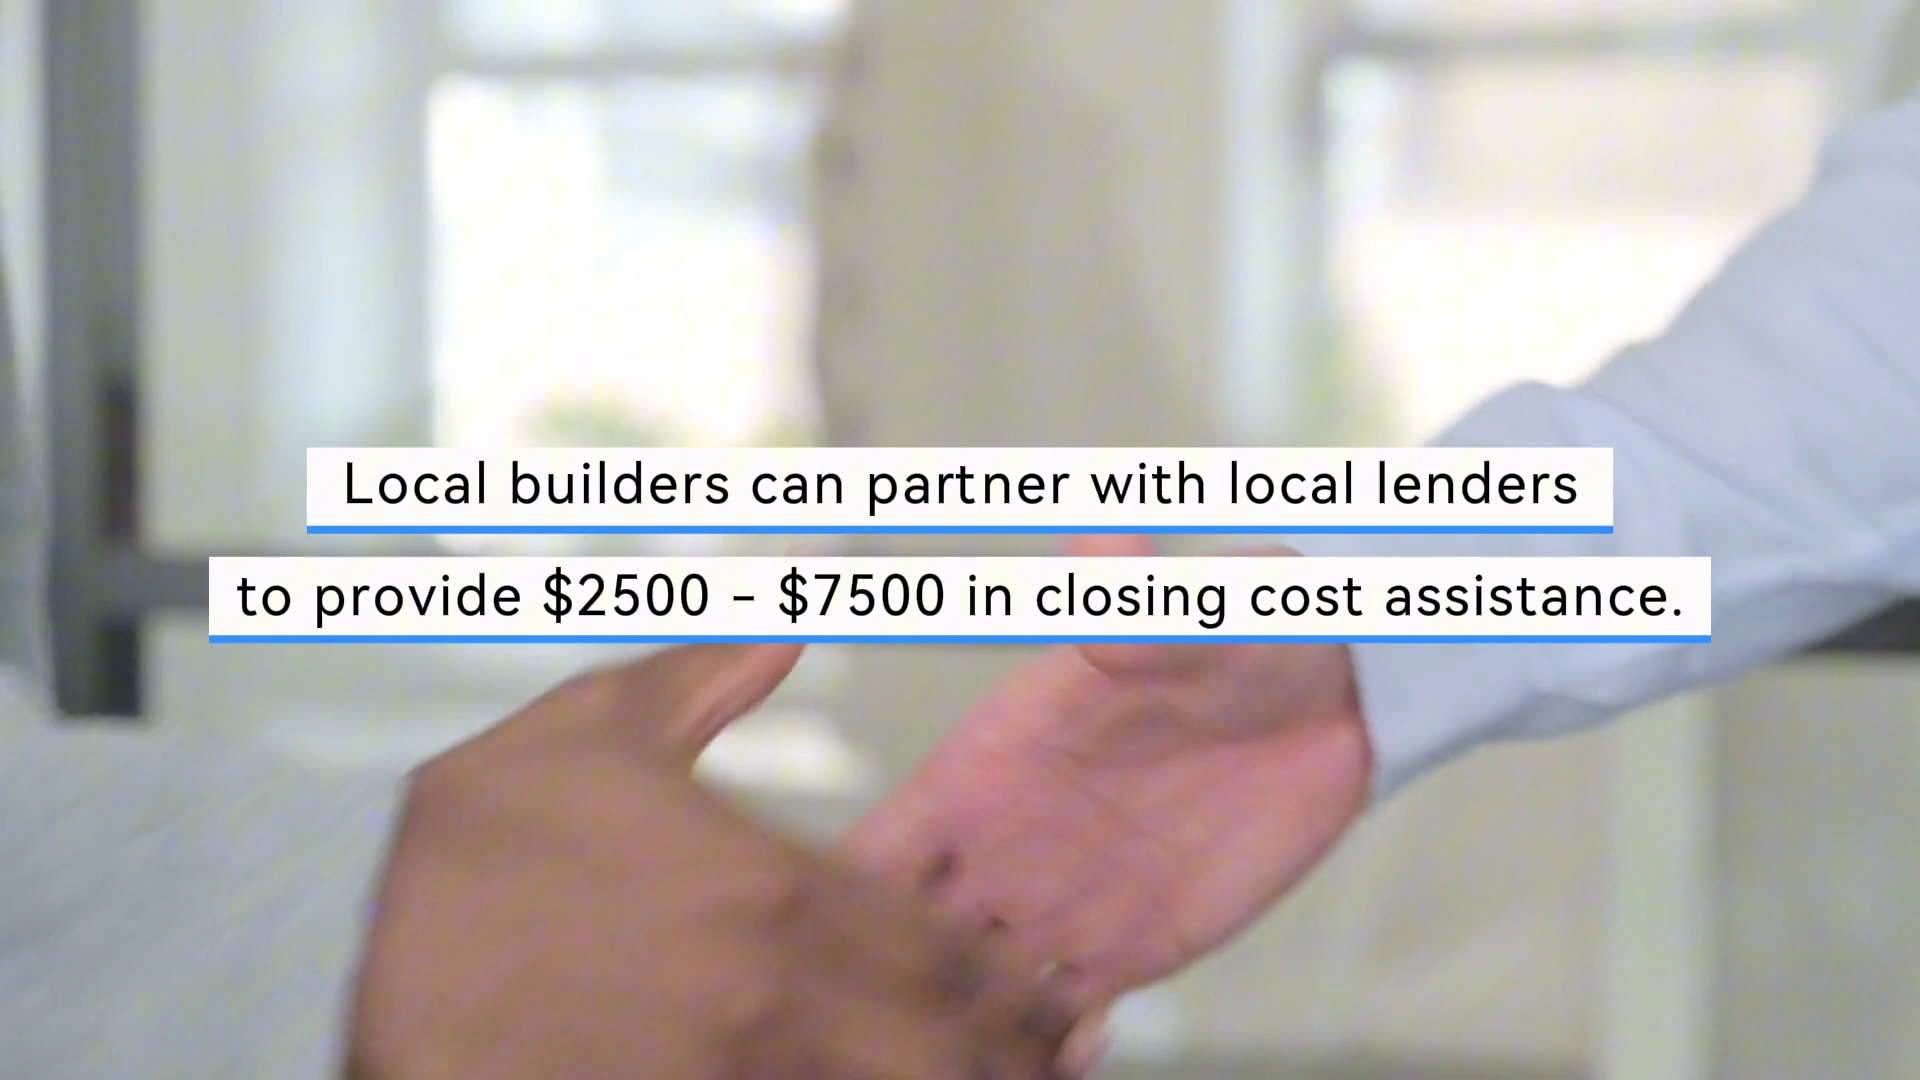 Local builders can partner with local lenders
to provide $2500 - $7500 in closing cost assistance.